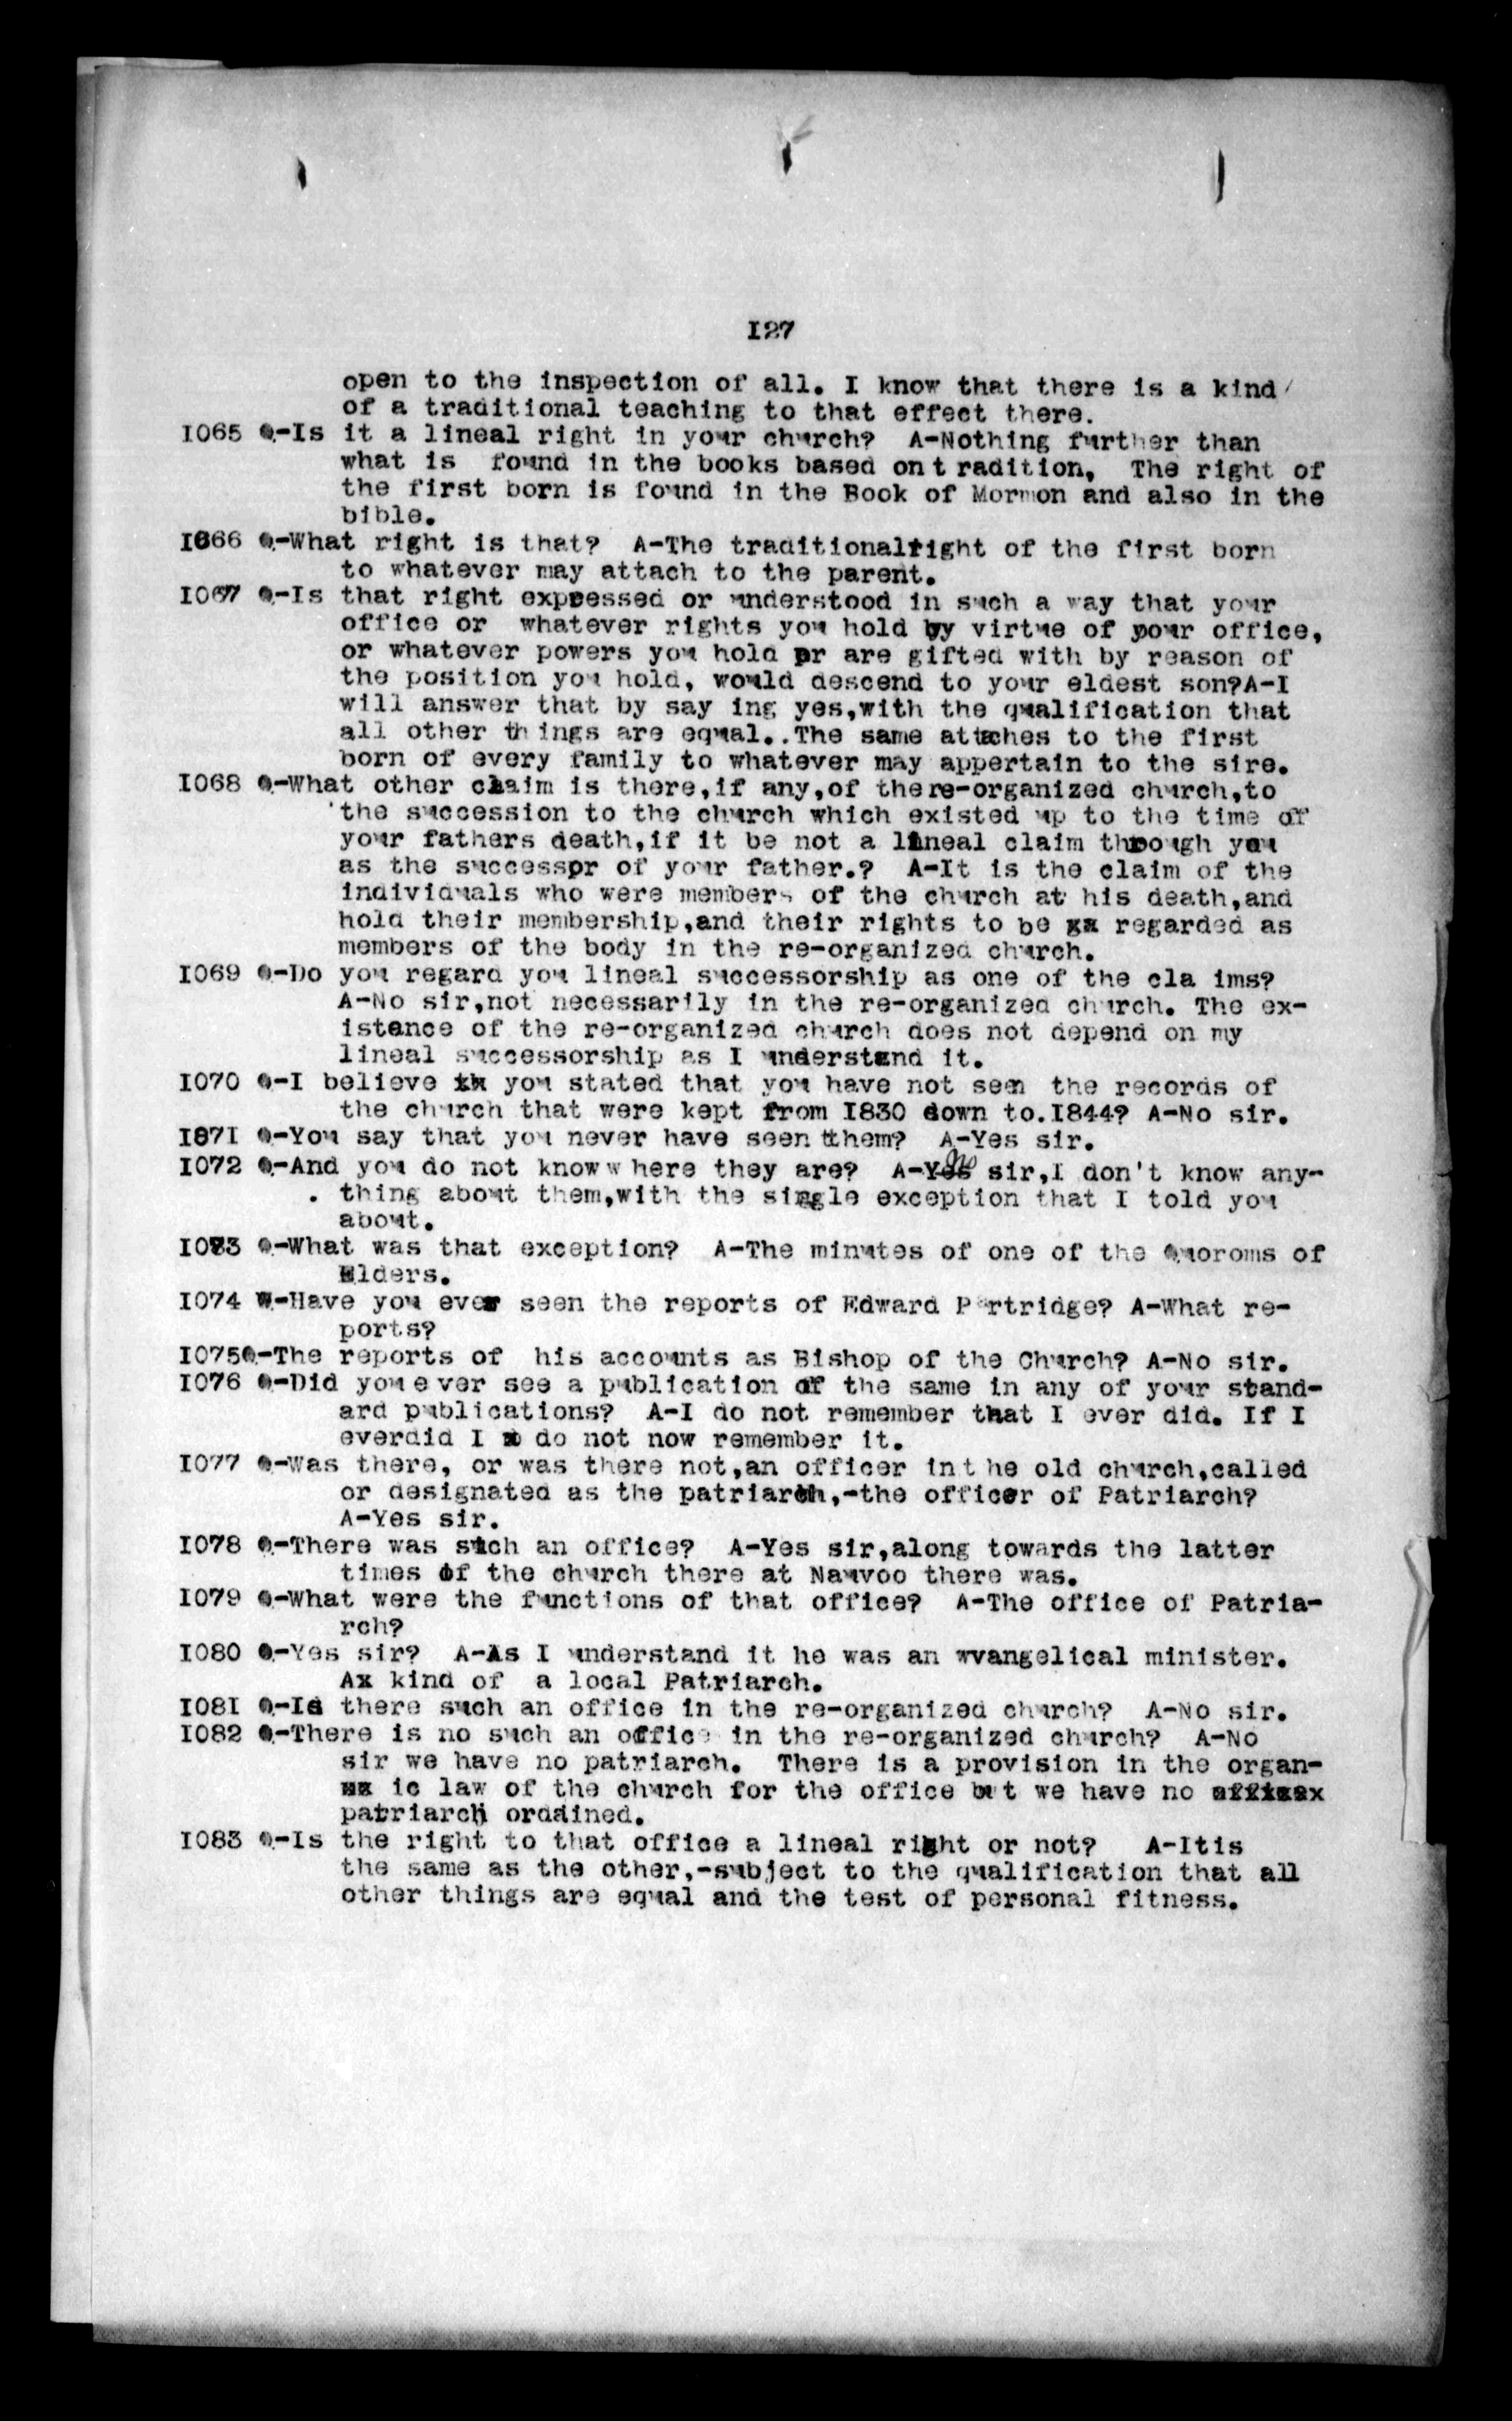 127
open to the inspection of all. I know that there is a kind
of a traditional teaching to that effect there.
1065 Q-Is it a lineal right in your church? A-Nothing further than
what is found in the books based on t radition, The right of
the first born is found in the Book of Mormon and also in the
bible.
1066 Q-What right is that? A-The traditionalright of the first born
to whatever may attach to the parent.
1067 Q-Is that right expressed or understood in such a way that your
office or whatever rights you hold by virtue of your office,
or whatever powers you hold or are gifted with by reason of
the position you hold, would descend to your eldest son?A-I
will answer that by say ing yes,with the qualification that
all other th ings are equal..The same attaches to the first
born of every family to whatever may appertain to the sire.
1068 Q-What other claim is there,if any,of the re-organized church,to
the succession to the church which existed up to the time of
your fathers death,if it be not a lineal claim through you
as the successor of your father.? A-It is the claim of the
individuals who were members of the church at his death,and
hold their membership,and their rights to be xx regarded as
members of the body in the re-organized church.
1069 Q-Do you regard you lineal successorship as one of the cla ims?
A-No sir,not necessarily in the re-organized church. The ex-
istence of the re-organized church does not depend on my
lineal successorship as I understand it.
1070 Q-I believe tx you stated that you have not seen the records of
the church that were kept from 1830 down to.1844? A-No sir.
1071 Q-You say that you never have seen them? A-Yes sir.
1072 Q-And you do not know w here they are? A-Yes No sir,I don't know any-
. thing about them,with the single exception that I told you
about.
1073 Q-What was that exception? A-The minutes of one of the Quoroms of
Elders.
1074 W-Have you ever seen the reports of Edward Partridge? A-What re-
ports?
1075Q-The reports of his accounts as Bishop of the Church? A-No sir.
1076 Q-Did you e ver see a publication of the same in any of your stand-
ard publications? A-I do not remember that I ever did. If I
everdid I x do not now remember it.
1077 Q-Was there, or was there not,an officer in t he old church,called
or designated as the patriarch,-the officer of Patriarch?
A-Yes sir.
1078 Q-There was such an office? A-Yes sir,along towards the latter
times of the church there at Nauvoo there was.
1079 Q-What were the functions of that office? A-The office of Patria-
rch?
1080 Q-Yes sir? A-As I understand it he was an wvangelical minister.
Ax kind of a local Patriarch.
1081 Q-Is there such an office in the re-organized church? A-No sir.
1082 Q-There is no such an office in the re-organized church? A-No
sir we have no patriarch. There is a provision in the organ-
xx ic law of the church for the office but we have no
patriarch ordained.
1083 Q-Is the right to that office a lineal right or not? A-Itis
the same as the other,-subject to the qualification that all
other things are equal and the test of personal fitness.